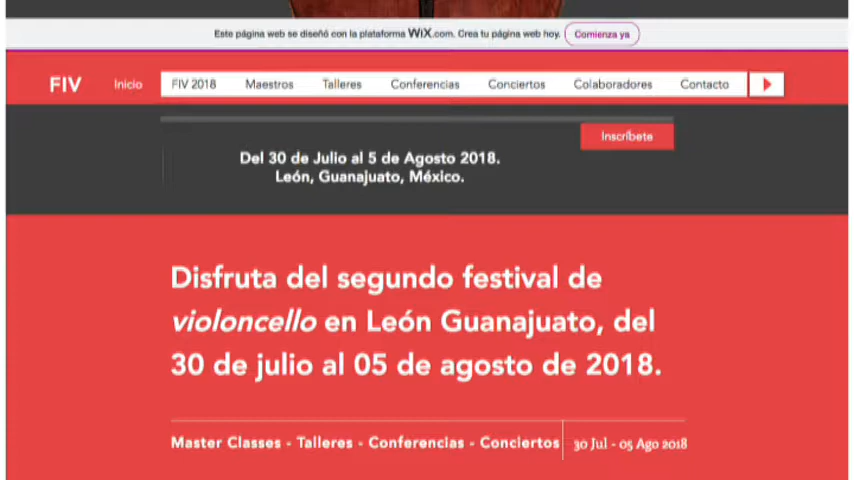 Este página web se diseñó con la plataforma WiX.com. Crea tu página web hoy. Comienza ya
FIV Inicio FIV 2018 Maestros Talleres Conferencias Conciertos Colaboradores Contacto
Inscríbete
Del 30 de Julio al 5 de Agosto 2018.
León, Guanajuato, México.
Disfruta del segundo festival de
violoncello en León Guanajuato, del
30 de julio al 05 de agosto de 2018.
Master Classes - Talleres - Conferencias - Conciertos 30 Jul - 05 Ago 2018